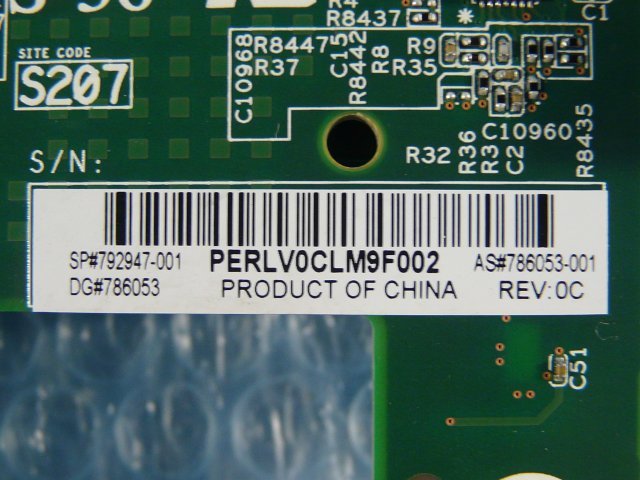 R4
R8437
C1
SITE CODE
S207
C10968
R8447
R37
C15
R8442
R8
R9
R35
C10960
R32
R36
R3
C2
R8435
S/N:
SP#792947-001
PERLV0CLM9F002
AS#786053-001
DG#786053
PRODUCT OF CHINA
REV:0C
C51